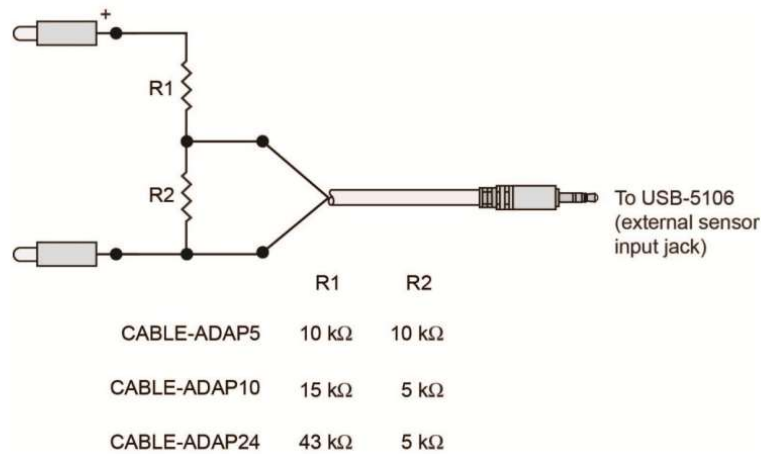 +
R1
R2
To USB-5106
(external sensor
input jack)
R1 R2
CABLE-ADAP5 10 kΩ 10 kΩ
CABLE-ADAP10 15 kΩ 5 kΩ
CABLE-ADAP24 43 kΩ 5 kΩ